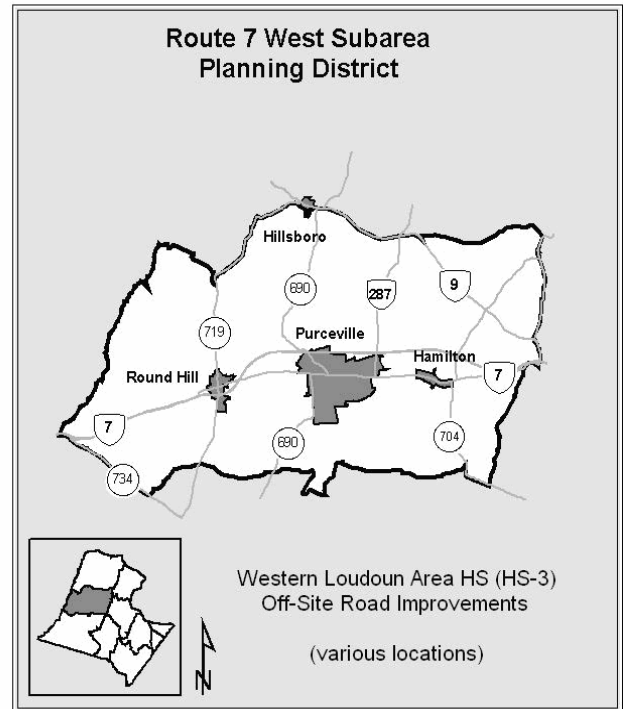 Route 7 West Subarea
Planning District
Hillsboro
690
287
9
719
Purceville
Hamilton
Round Hill
7
7
690
704
734
Western Loudoun Area HS (HS-3)
Off-Site Road Improvements
(various locations)
N